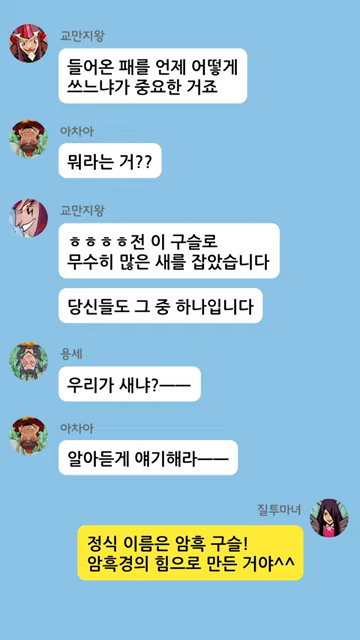 교만지왕
들어온 패를 언제 어떻게
쓰느냐가 중요한 거죠
아차아
뭐라는 거??
교만지왕
ㅎㅎㅎㅎ전 이 구슬로
무수히 많은 새를 잡았습니다
당신들도 그 중 하나입니다
용세
우리가 새냐?——
아차아
알아듣게 얘기해라——
질투마녀
정식 이름은 암흑 구슬!
암흑경의 힘으로 만든 거야^^